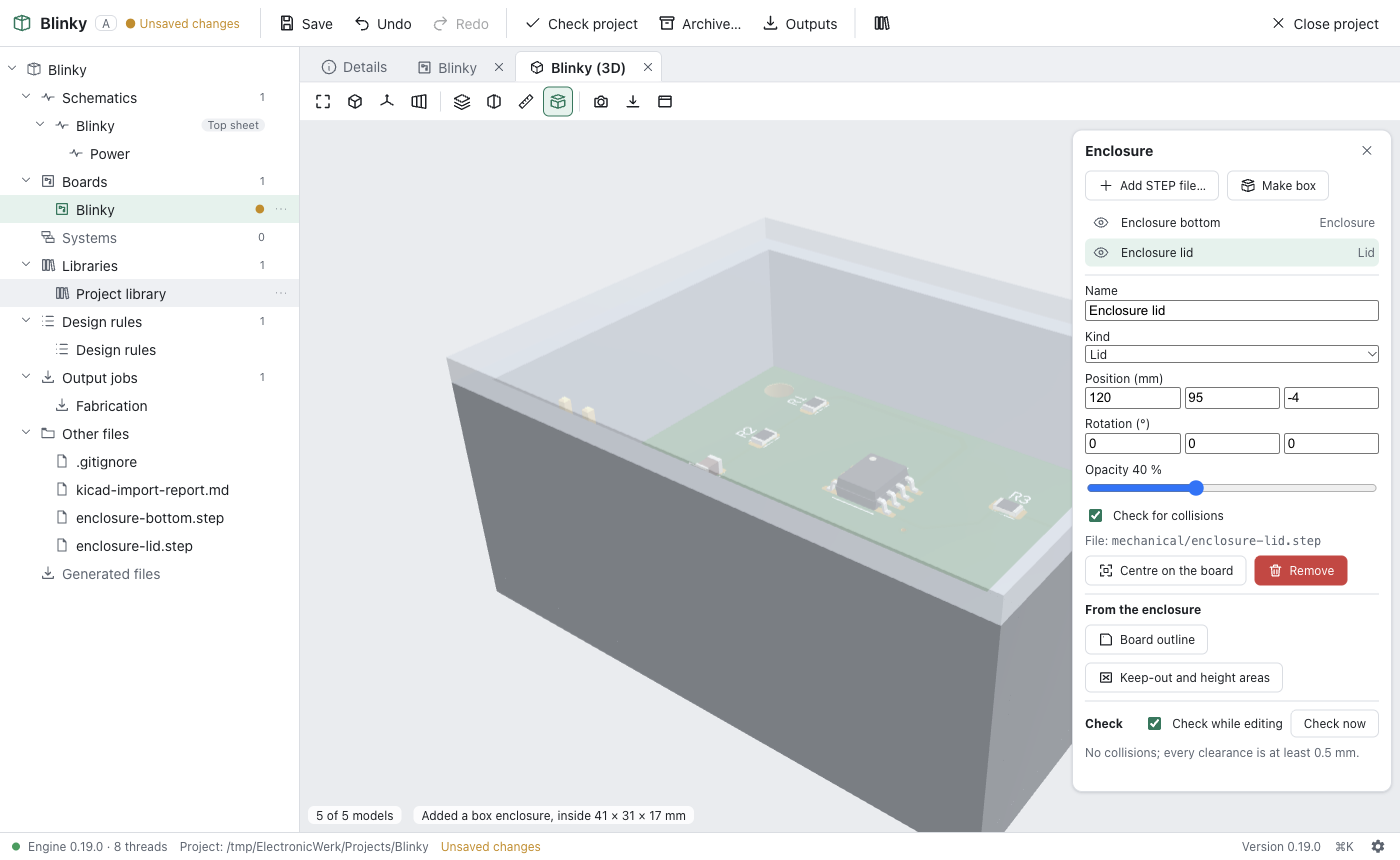 Blinky A Unsaved changes Save Undo Redo Check project Archive... Outputs Close project
Blinky
Schematics 1
Blinky Top sheet
Power
Boards 1
Blinky ...
Systems 0
Libraries 1
Project library ...
Design rules 1
Design rules
Output jobs 1
Fabrication
Other files
.gitignore
kicad-import-report.md
enclosure-bottom.step
enclosure-lid.step
Generated files
Details Blinky Blinky (3D)
R1
R2
R3
5 of 5 models Added a box enclosure, inside 41 × 31 × 17 mm
Enclosure
Add STEP file... Make box
Enclosure bottom Enclosure
Enclosure lid Lid
Name
Enclosure lid
Kind
Lid
Position (mm)
120 95 -4
Rotation (°)
0 0 0
Opacity 40 %
Check for collisions
File: mechanical/enclosure-lid.step
Centre on the board Remove
From the enclosure
Board outline
Keep-out and height areas
Check Check while editing Check now
No collisions; every clearance is at least 0.5 mm.
Engine 0.19.0 · 8 threads Project: /tmp/ElectronicWerk/Projects/Blinky Unsaved changes Version 0.19.0 ⌘K